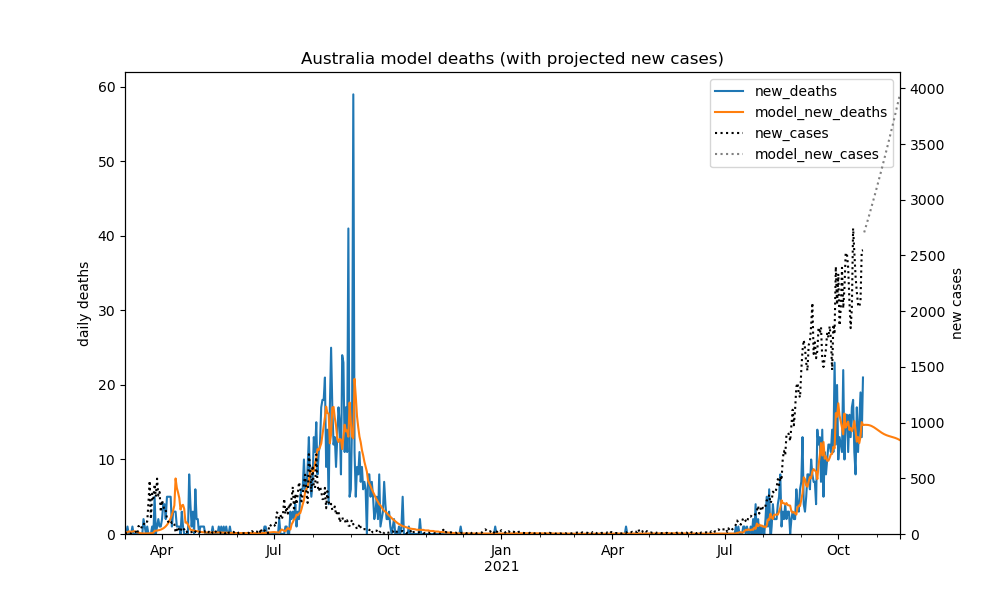 Australia model deaths (with projected new cases)
new_deaths
model_new_deaths
new_cases
model_new_cases
60
50
40
30
20
10
0
daily deaths
4000
3500
3000
2500
2000
1500
1000
500
0
new cases
Apr
Jul
Oct
Jan
2021
Apr
Jul
Oct